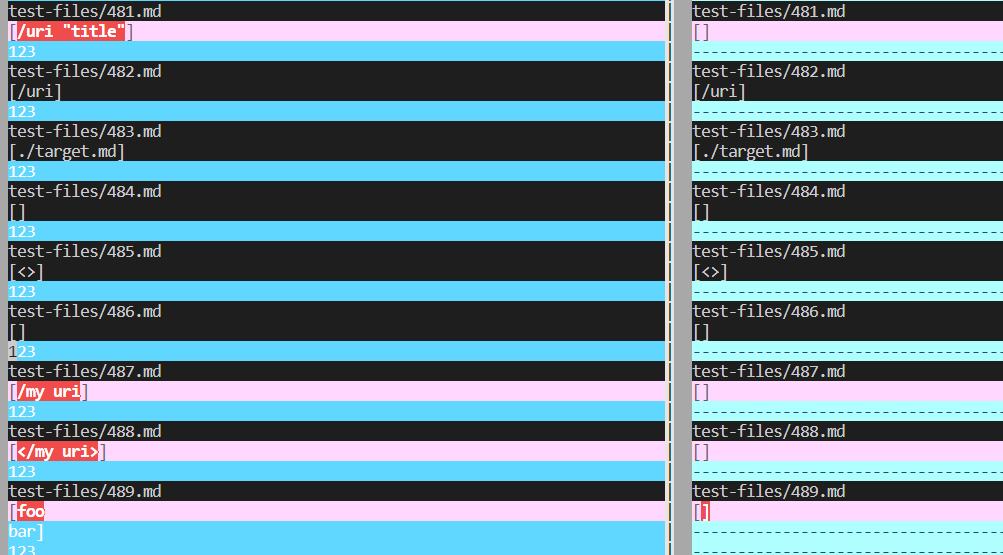 test-files/481.md
[/uri "title"]
123
test-files/482.md
[/uri]
123
test-files/483.md
[./target.md]
123
test-files/484.md
[]
123
test-files/485.md
[<>]
123
test-files/486.md
[]
123
test-files/487.md
[/my uri]
123
test-files/488.md
[</my uri>]
123
test-files/489.md
[foo
bar]
123
test-files/481.md
[]
test-files/482.md
[/uri]
test-files/483.md
[./target.md]
test-files/484.md
[]
test-files/485.md
[<>]
test-files/486.md
[]
test-files/487.md
[]
test-files/488.md
[]
test-files/489.md
[]